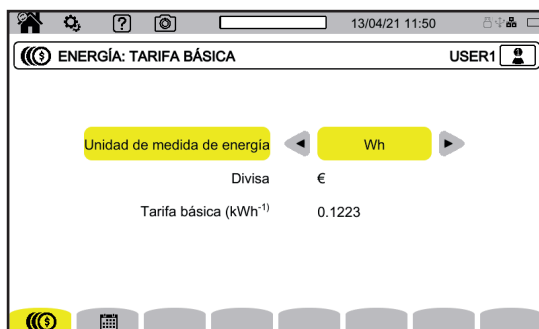 13/04/21 11:50
ENERGÍA: TARIFA BÁSICA USER1
Unidad de medida de energía Wh
Divisa €
Tarifa básica (kWh-1) 0.1223